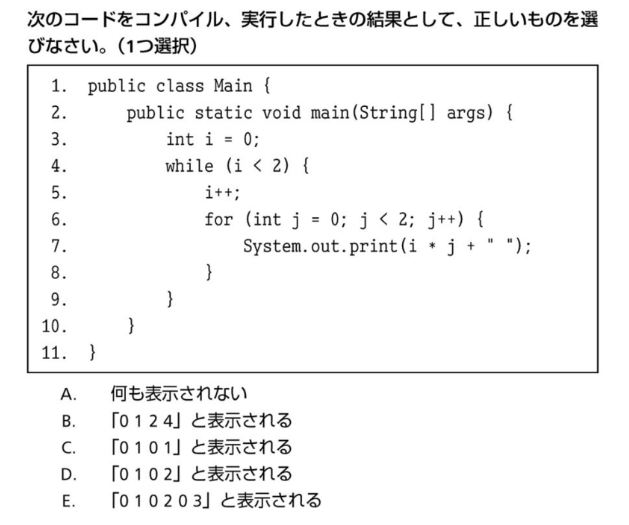 次のコードをコンパイル、実行したときの結果として、正しいものを選
びなさい。（1つ選択）
1. public class Main {
2.     public static void main(String[] args) {
3.         int i = 0;
4.         while (i < 2) {
5.             i++;
6.             for (int j = 0; j < 2; j++) {
7.                 System.out.print(i * j + " ");
8.             }
9.         }
10.     }
11. }
A. 何も表示されない
B. 「0 1 2 4」と表示される
C. 「0 1 0 1」と表示される
D. 「0 1 0 2」と表示される
E. 「0 1 0 2 0 3」と表示される